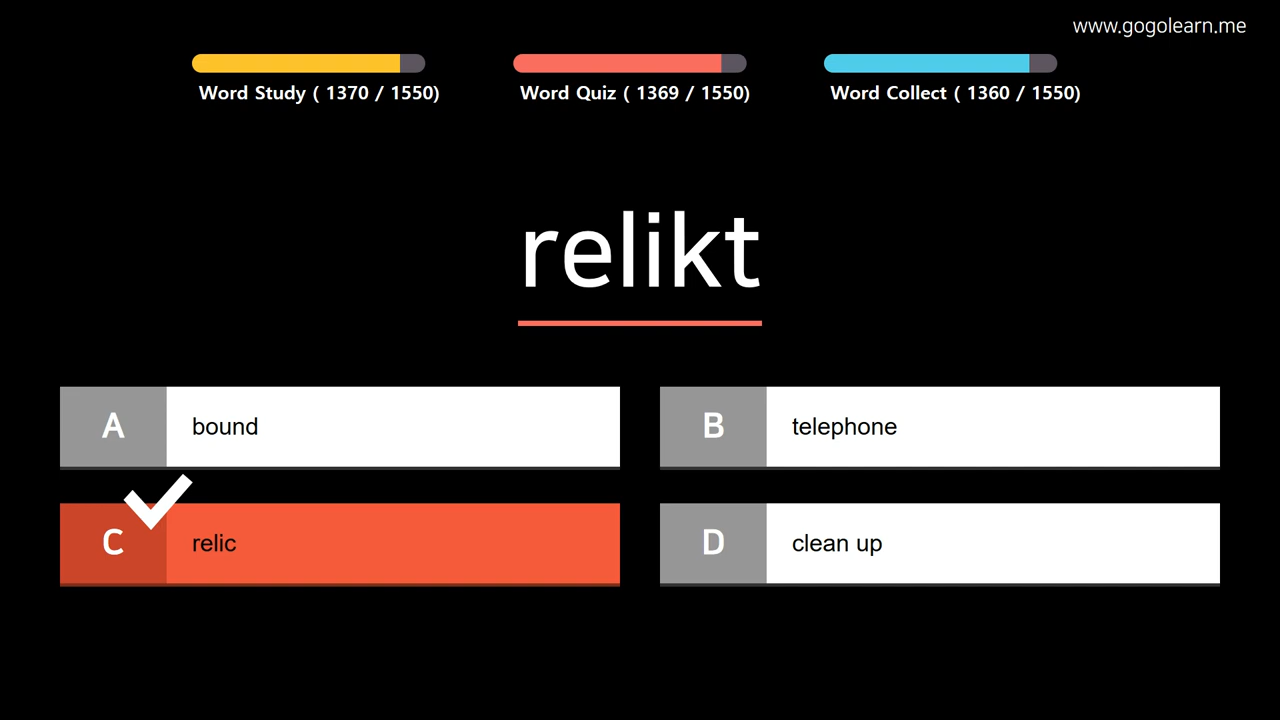 www.gogolearn.me
Word Study ( 1370 / 1550)
Word Quiz ( 1369 / 1550)
Word Collect ( 1360 / 1550)
relikt
A bound
B telephone
C relic
D clean up